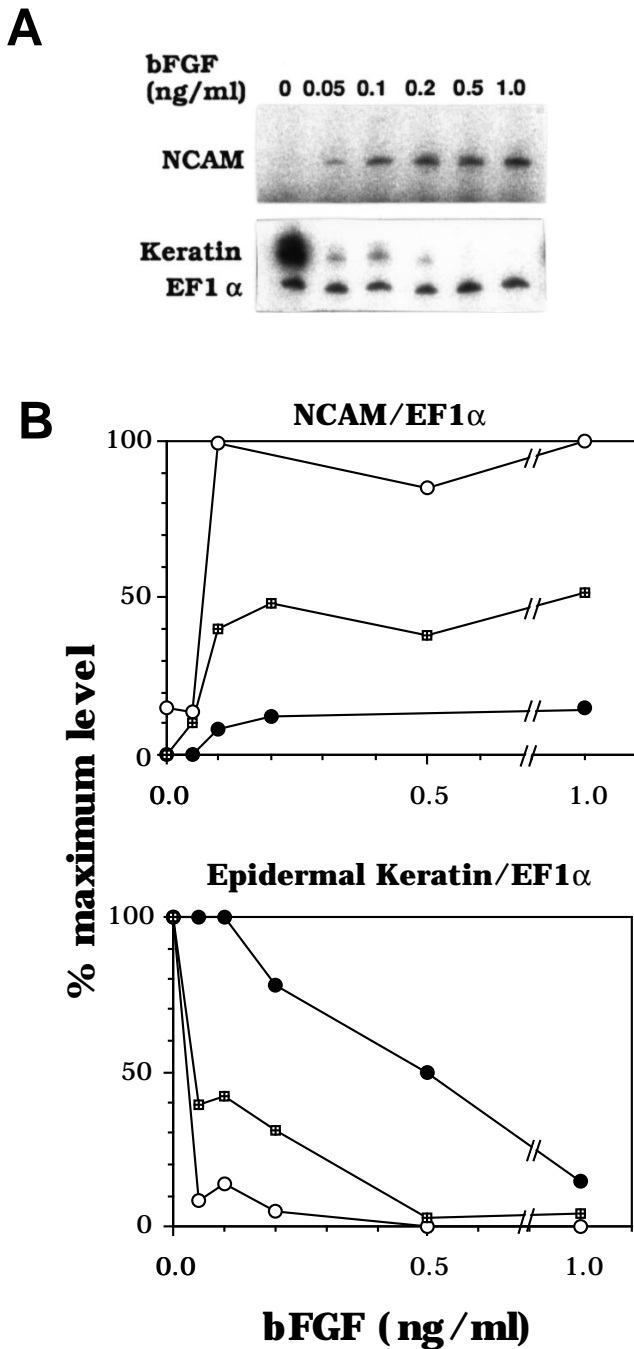 A
bFGF
(ng/ml) 0 0.05 0.1 0.2 0.5 1.0
NCAM
Keratin
EF1 α
B
NCAM/EF1α
100
50
0
0.0 0.5 1.0
% maximum level
Epidermal Keratin/EF1α
100
50
0
0.0 0.5 1.0
bFGF (ng/ml)